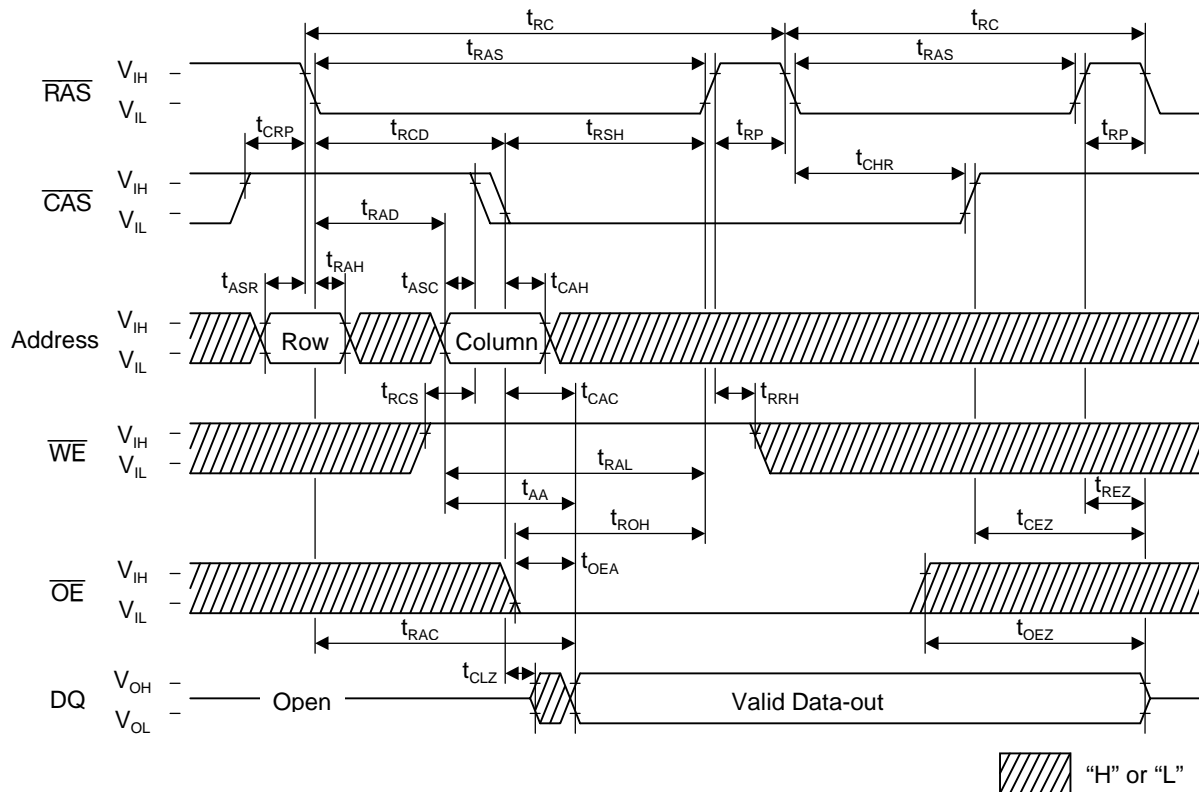 tRC tRC
tRAS tRAS
RAS VIH
VIL
tCRP tRCD tRSH tRP tRP
tCHR
CAS VIH
VIL
tRAD
tASR tRAH tASC tCAH
Address VIH
VIL
Row Column
tRCS tCAC tRRH
WE VIH
VIL
tRAL
tAA tREZ
tROH tCEZ
tOEA
OE VIH
VIL
tRAC tOEZ
tCLZ
DQ VOH
VOL
Open Valid Data-out
“H” or “L”